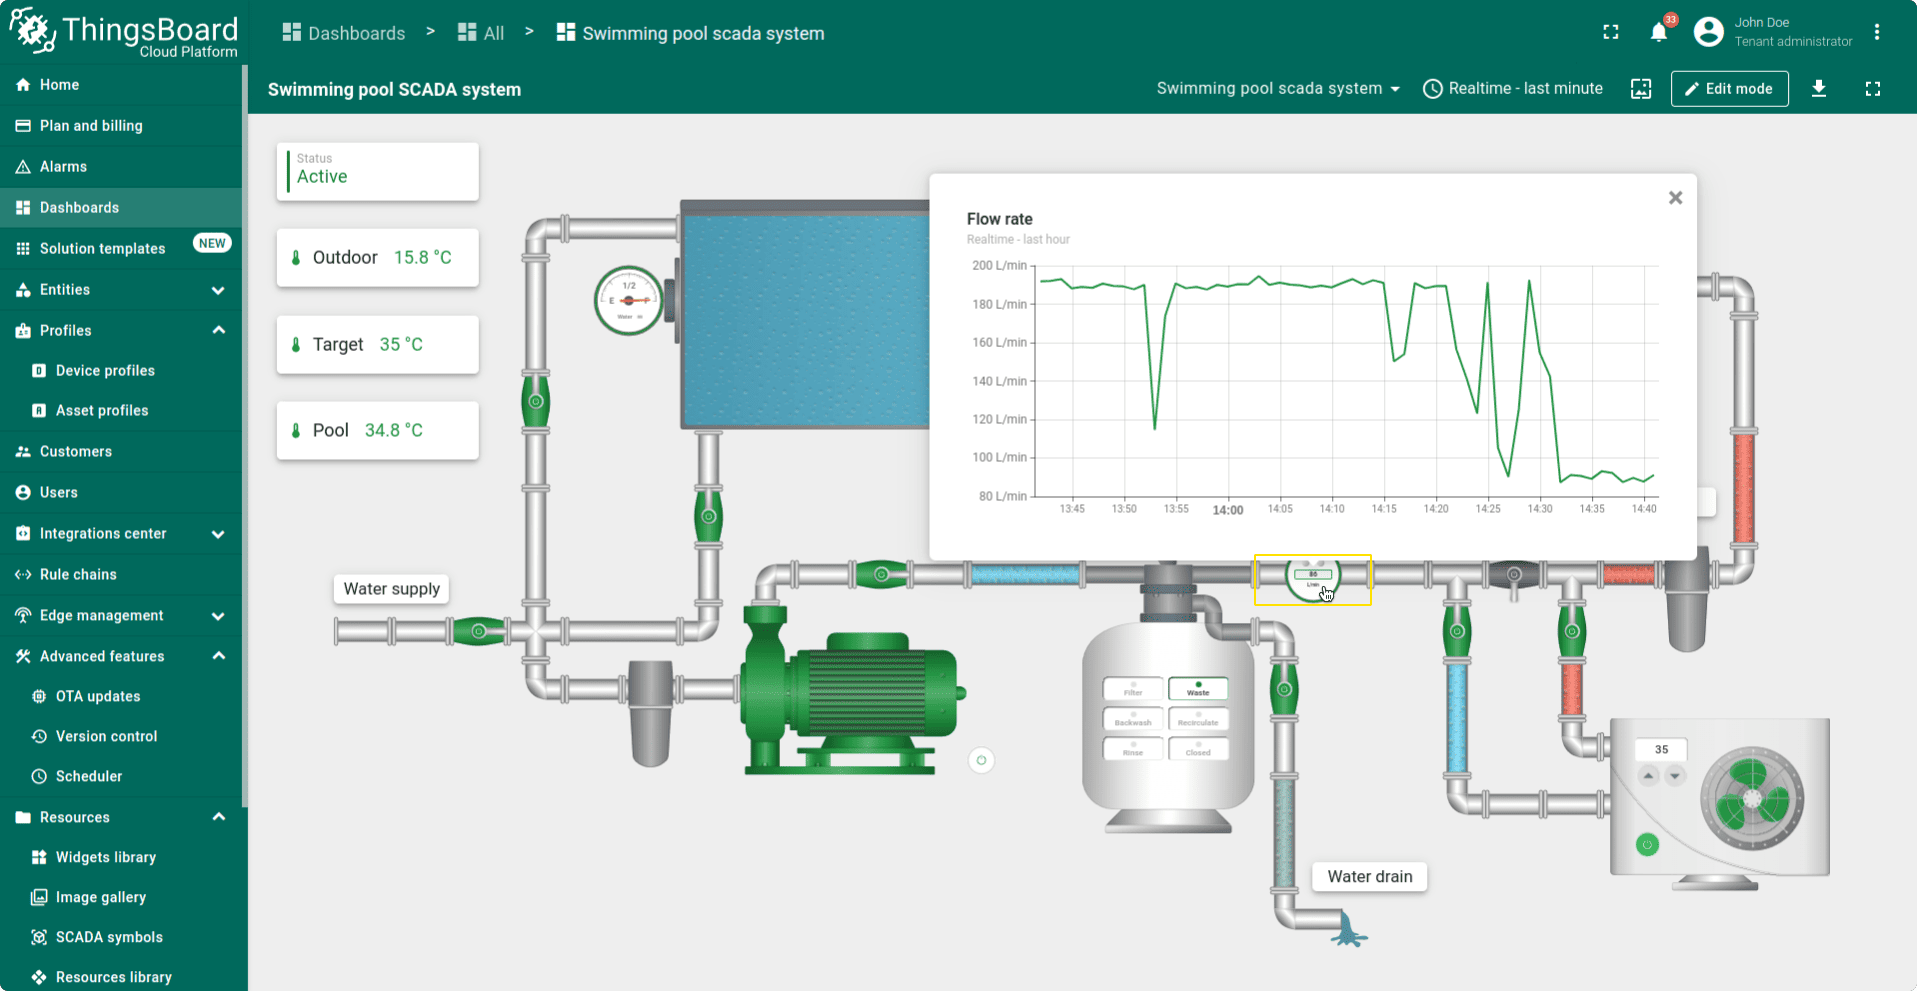 ThingsBoard
Cloud Platform
Dashboards > All > Swimming pool scada system
33
John Doe
Tenant administrator
Swimming pool SCADA system
Swimming pool scada system
Realtime - last minute
Edit mode
Home
Plan and billing
Alarms
Dashboards
Solution templates
NEW
Entities
Profiles
Device profiles
Asset profiles
Customers
Users
Integrations center
Rule chains
Edge management
Advanced features
OTA updates
Version control
Scheduler
Resources
Widgets library
Image gallery
SCADA symbols
Resources library
Status
Active
Outdoor 15.8 °C
Target 35 °C
Pool 34.8 °C
1/2
E F
Water
Flow rate
Realtime - last hour
200 L/min
180 L/min
160 L/min
140 L/min
120 L/min
100 L/min
80 L/min
13:45 13:50 13:55 14:00 14:05 14:10 14:15 14:20 14:25 14:30 14:35 14:40
86
L/min
Water supply
Filter Waste
Backwash Recirculate
Rinse Closed
35
Water drain